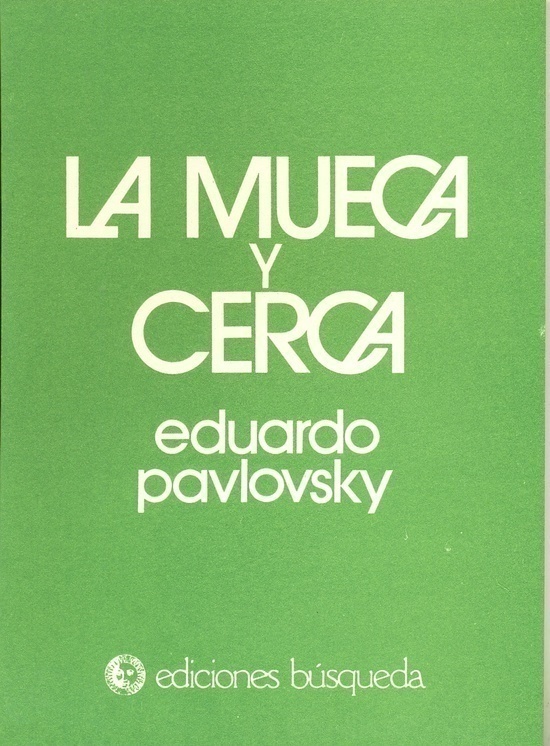 LA MUECA
Y
CERCA
eduardo
pavlovsky
ediciones búsqueda